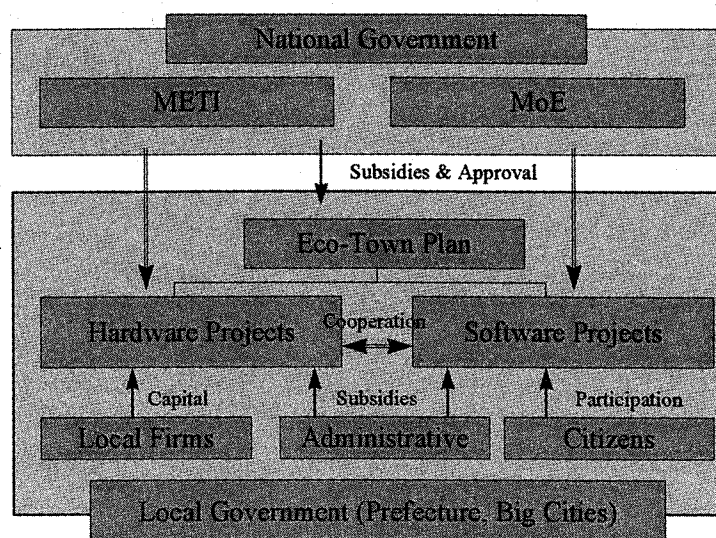 National Government
METI
MoE
Subsidies & Approval
Eco-Town Plan
Hardware Projects
Cooperation
Software Projects
Capital
Subsidies
Participation
Local Firms
Administrative
Citizens
Local Government (Prefecture, Big Cities)